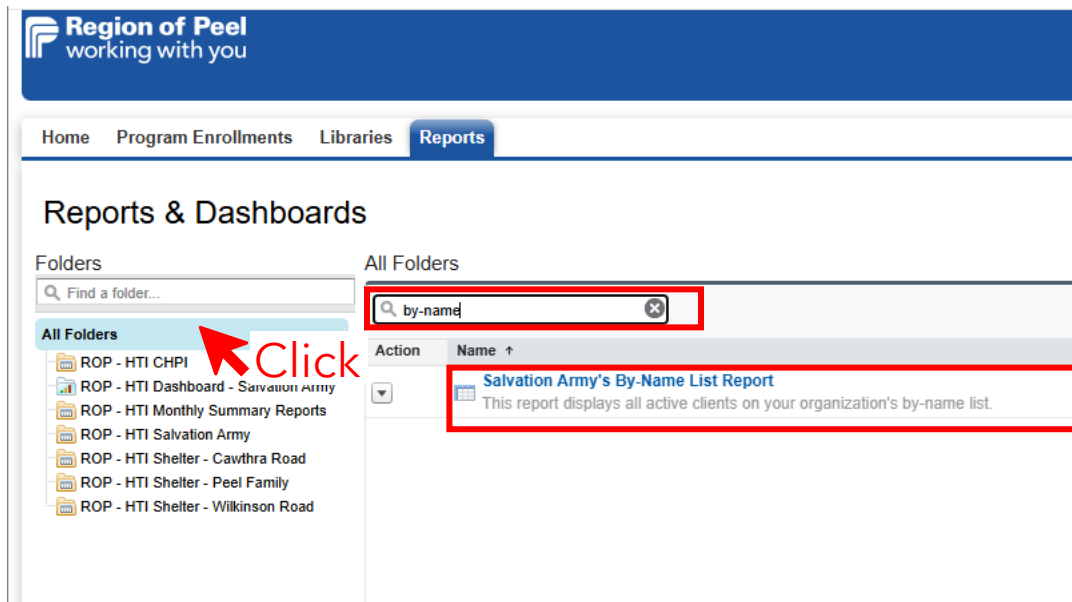 Region of Peel
working with you
Home Program Enrollments Libraries Reports
Reports & Dashboards
Folders
Find a folder...
All Folders
ROP - HTI CHPI
ROP - HTI Dashboard - Salvation Army
ROP - HTI Monthly Summary Reports
ROP - HTI Salvation Army
ROP - HTI Shelter - Cawthra Road
ROP - HTI Shelter - Peel Family
ROP - HTI Shelter - Wilkinson Road
Click
All Folders
by-name
Action Name ↑
Salvation Army's By-Name List Report
This report displays all active clients on your organization's by-name list.